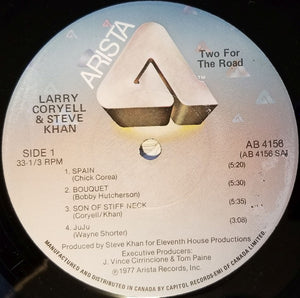 ARISTA
TM
Two For
The Road
LARRY
CORYELL
& STEVE
KHAN
SIDE 1
33-1/3 RPM
AB 4156
(AB 4156 SA)
1. SPAIN (5:20)
(Chick Corea)
2. BOUQUET (5:30)
(Bobby Hutcherson)
3. SON OF STIFF NECK (5:35)
(Coryell/Khan)
4. JuJu (3:08)
(Wayne Shorter)
Produced by Steve Khan for Eleventh House Productions
Executive Producers:
J. Vince Cirrincione & Tom Paine
℗1977 Arista Records, Inc.
MANUFACTURED AND DISTRIBUTED IN CANADA BY CAPITOL RECORDS-EMI OF CANADA LIMITED.